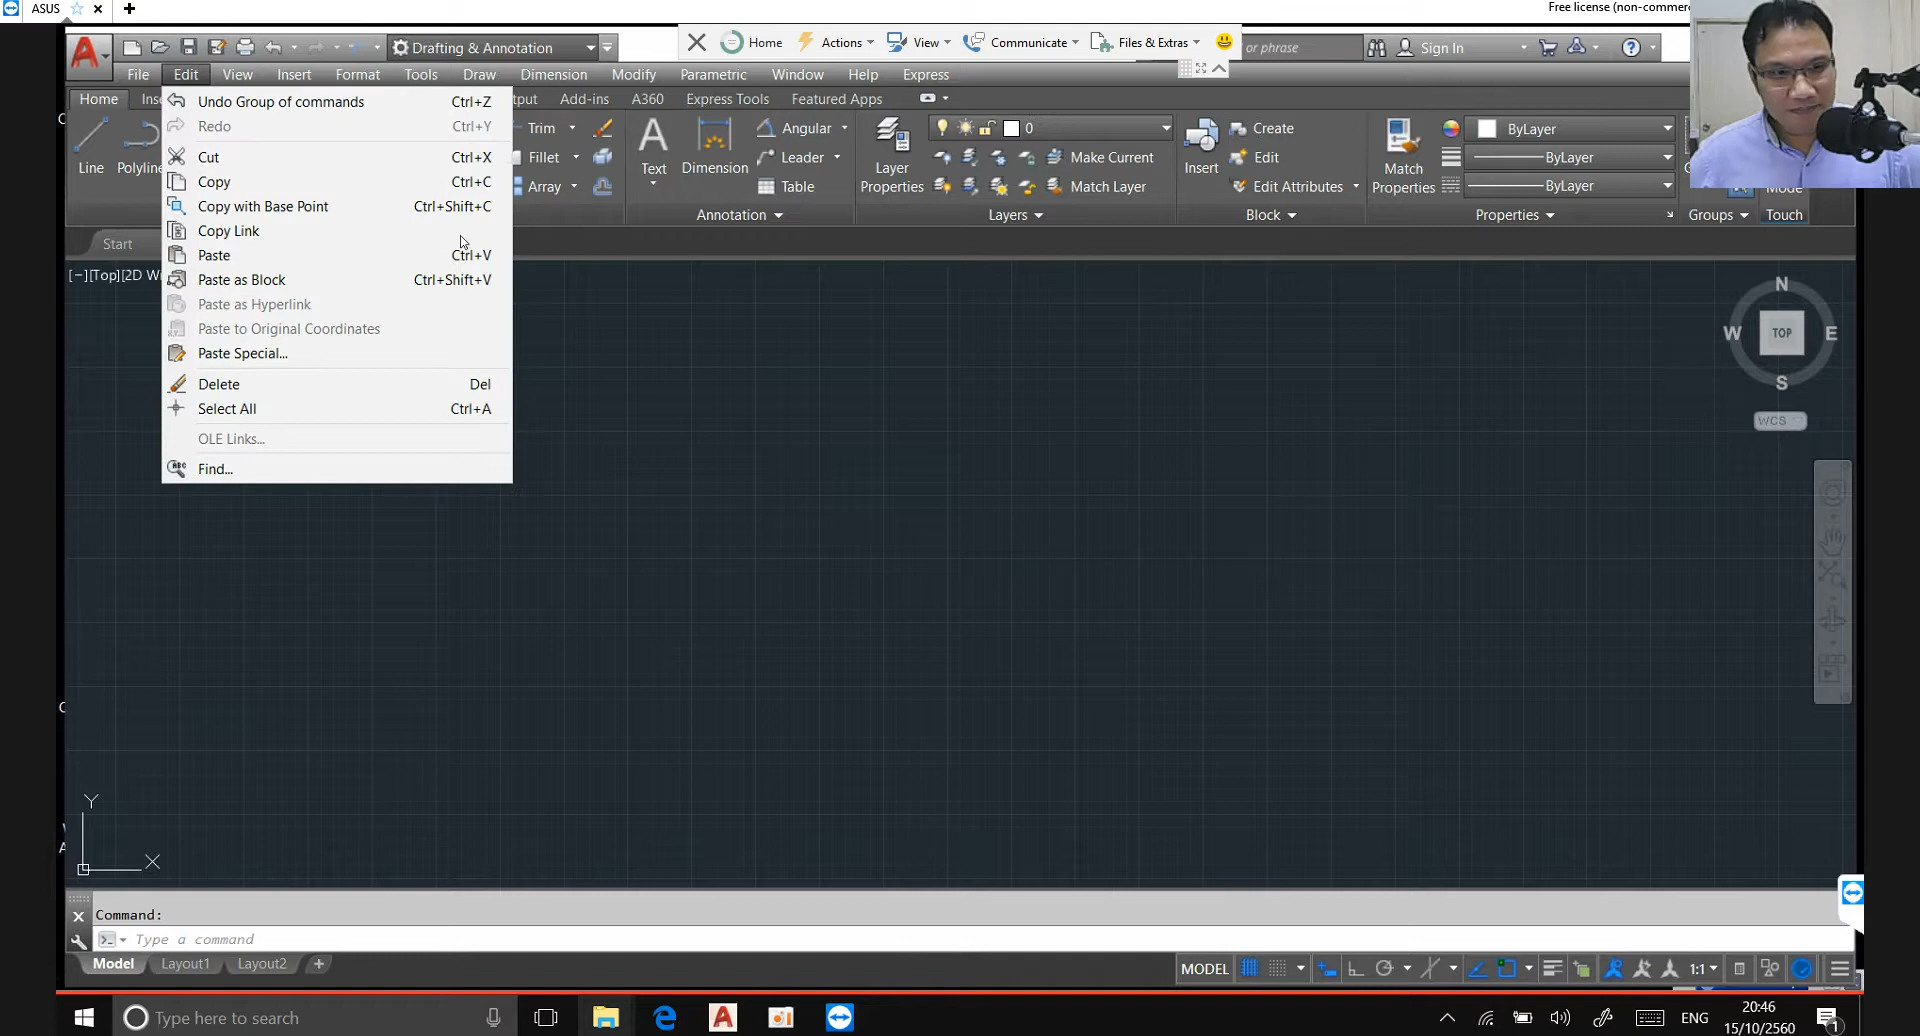 ASUS
Free license (non-commerc
Drafting & Annotation
Home
Actions
View
Communicate
Files & Extras
or phrase
Sign In
File Edit View Insert Format Tools Draw Dimension Modify Parametric Window Help Express
Home Ins
put Add-ins A360 Express Tools Featured Apps
Undo Group of commands Ctrl+Z
Redo Ctrl+Y
Cut Ctrl+X
Copy Ctrl+C
Copy with Base Point Ctrl+Shift+C
Copy Link
Paste Ctrl+V
Paste as Block Ctrl+Shift+V
Paste as Hyperlink
Paste to Original Coordinates
Paste Special...
Delete Del
Select All Ctrl+A
OLE Links...
Find...
Line Polyline
Trim
Fillet
Array
Text
Dimension
Angular
Leader
Table
Annotation
Layer
Properties
0
Make Current
Match Layer
Layers
Insert
Create
Edit
Edit Attributes
Block
Match
Properties
ByLayer
ByLayer
ByLayer
Properties
Groups
Mode
Touch
Start
[−][Top][2D Wi
N
W TOP E
S
WCS
Y
X
Command:
Type a command
Model Layout1 Layout2 +
MODEL
1:1
Type here to search
ENG
20:46
15/10/2560
1